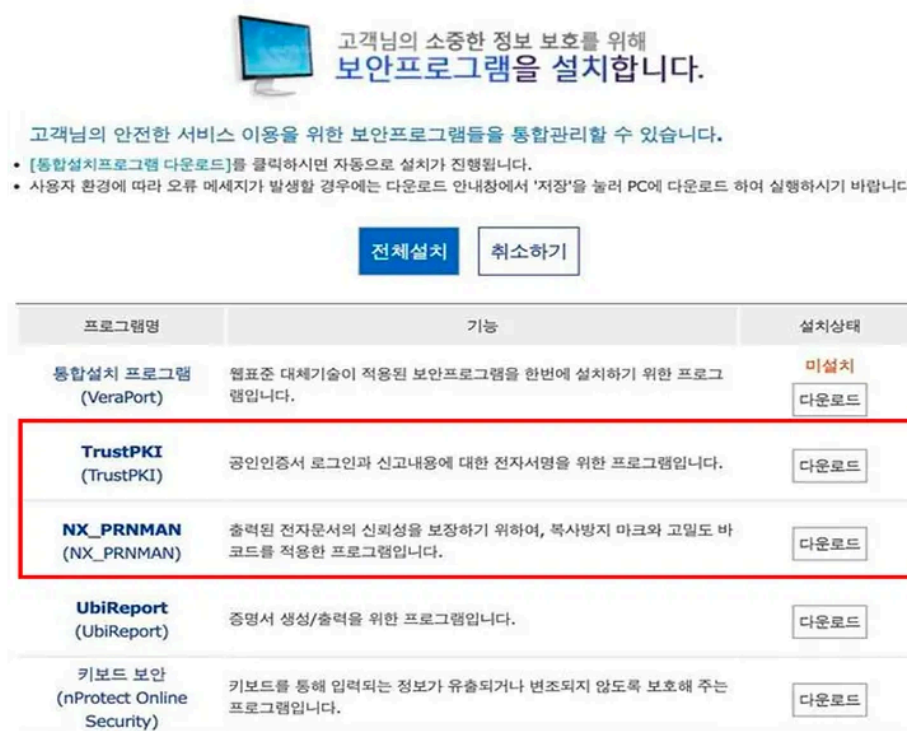 고객님의 소중한 정보 보호를 위해
보안프로그램을 설치합니다.
고객님의 안전한 서비스 이용을 위한 보안프로그램들을 통합관리할 수 있습니다.
• [통합설치프로그램 다운로드]를 클릭하시면 자동으로 설치가 진행됩니다.
• 사용자 환경에 따라 오류 메세지가 발생할 경우에는 다운로드 안내창에서 '저장'을 눌러 PC에 다운로드 하여 실행하시기 바랍니다
전체설치 취소하기
프로그램명 기능 설치상태
통합설치 프로그램
(VeraPort)
웹표준 대체기술이 적용된 보안프로그램을 한번에 설치하기 위한 프로그
램입니다.
미설치
다운로드
TrustPKI
(TrustPKI)
공인인증서 로그인과 신고내용에 대한 전자서명을 위한 프로그램입니다.
다운로드
NX_PRNMAN
(NX_PRNMAN)
출력된 전자문서의 신뢰성을 보장하기 위하여, 복사방지 마크와 고밀도 바
코드를 적용한 프로그램입니다.
다운로드
UbiReport
(UbiReport)
증명서 생성/출력을 위한 프로그램입니다.
다운로드
키보드 보안
(nProtect Online
Security)
키보드를 통해 입력되는 정보가 유출되거나 변조되지 않도록 보호해 주는
프로그램입니다.
다운로드